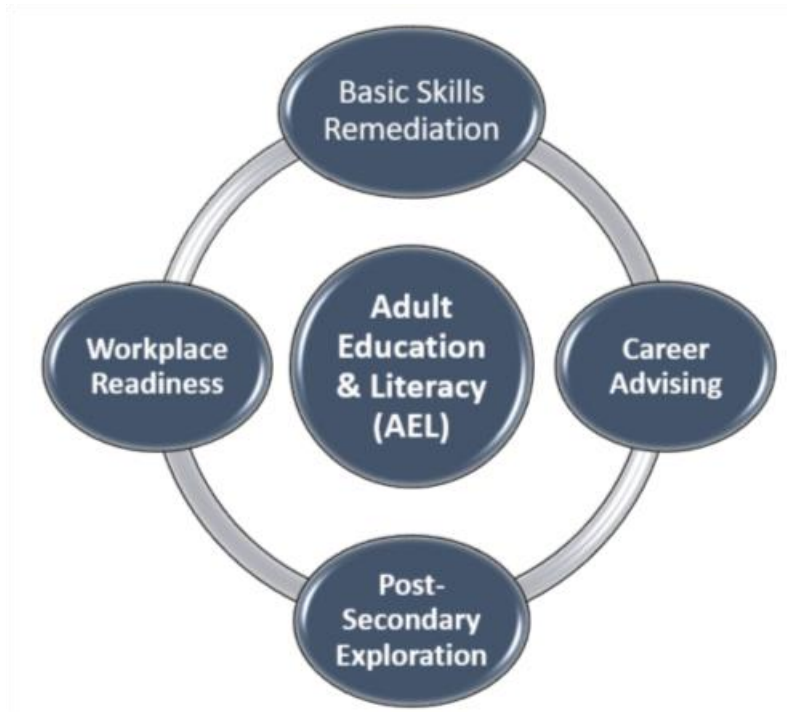 Basic Skills
Remediation
Adult
Education
& Literacy
(AEL)
Workplace
Readiness
Career
Advising
Post-
Secondary
Exploration